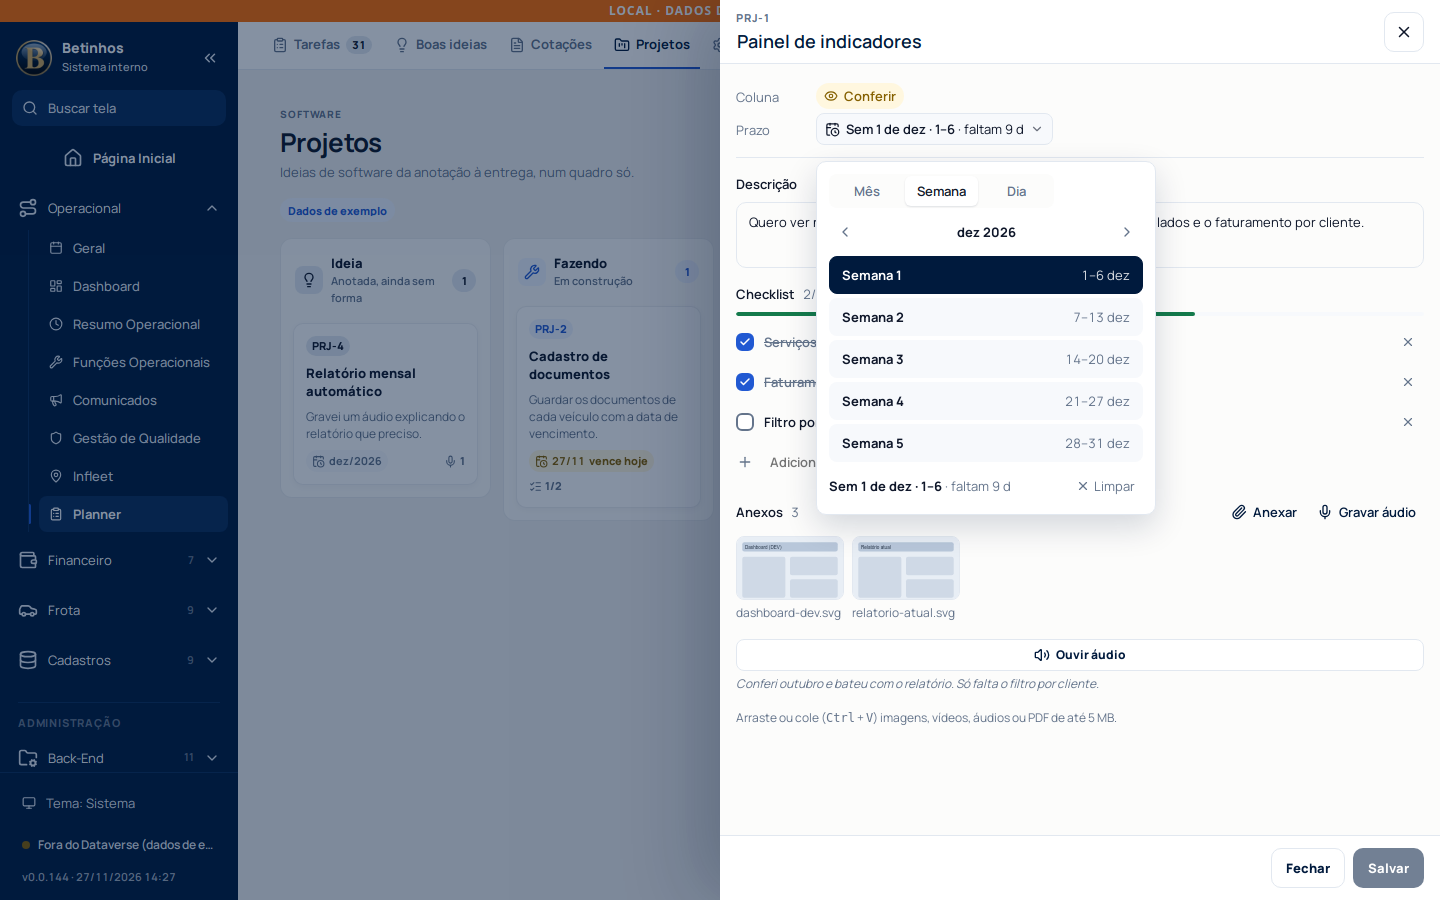 LOCAL · DADOS D
Betinhos
Sistema interno
Buscar tela
Página Inicial
Operacional
Geral
Dashboard
Resumo Operacional
Funções Operacionais
Comunicados
Gestão de Qualidade
Infleet
Planner
Financeiro 7
Frota 9
Cadastros 9
ADMINISTRAÇÃO
Back-End 11
Tema: Sistema
Fora do Dataverse (dados de e...
v0.0.144 · 27/11/2026 14:27
Tarefas 31
Boas ideias
Cotações
Projetos
SOFTWARE
Projetos
Ideias de software da anotação à entrega, num quadro só.
Dados de exemplo
Ideia
Anotada, ainda sem
forma
1
PRJ-4
Relatório mensal
automático
Gravei um áudio explicando o
relatório que preciso.
dez/2026 1
Fazendo
Em construção
1
PRJ-2
Cadastro de
documentos
Guardar os documentos de
cada veículo com a data de
vencimento.
27/11 vence hoje
1/2
PRJ-1
Painel de indicadores
Coluna Conferir
Prazo Sem 1 de dez · 1–6 · faltam 9 d
Descrição
Quero ver
lados e o faturamento por cliente.
Mês Semana Dia
dez 2026
Semana 1 1–6 dez
Semana 2 7–13 dez
Semana 3 14–20 dez
Semana 4 21–27 dez
Semana 5 28–31 dez
Sem 1 de dez · 1–6 · faltam 9 d
Limpar
Checklist 2/
Serviços
Faturam
Filtro po
Adicion
Anexos 3
Anexar
Gravar áudio
Dashboard (DEV)
Relatório atual
dashboard-dev.svg
relatorio-atual.svg
Ouvir áudio
Conferi outubro e bateu com o relatório. Só falta o filtro por cliente.
Arraste ou cole (Ctrl + V) imagens, vídeos, áudios ou PDF de até 5 MB.
Fechar
Salvar